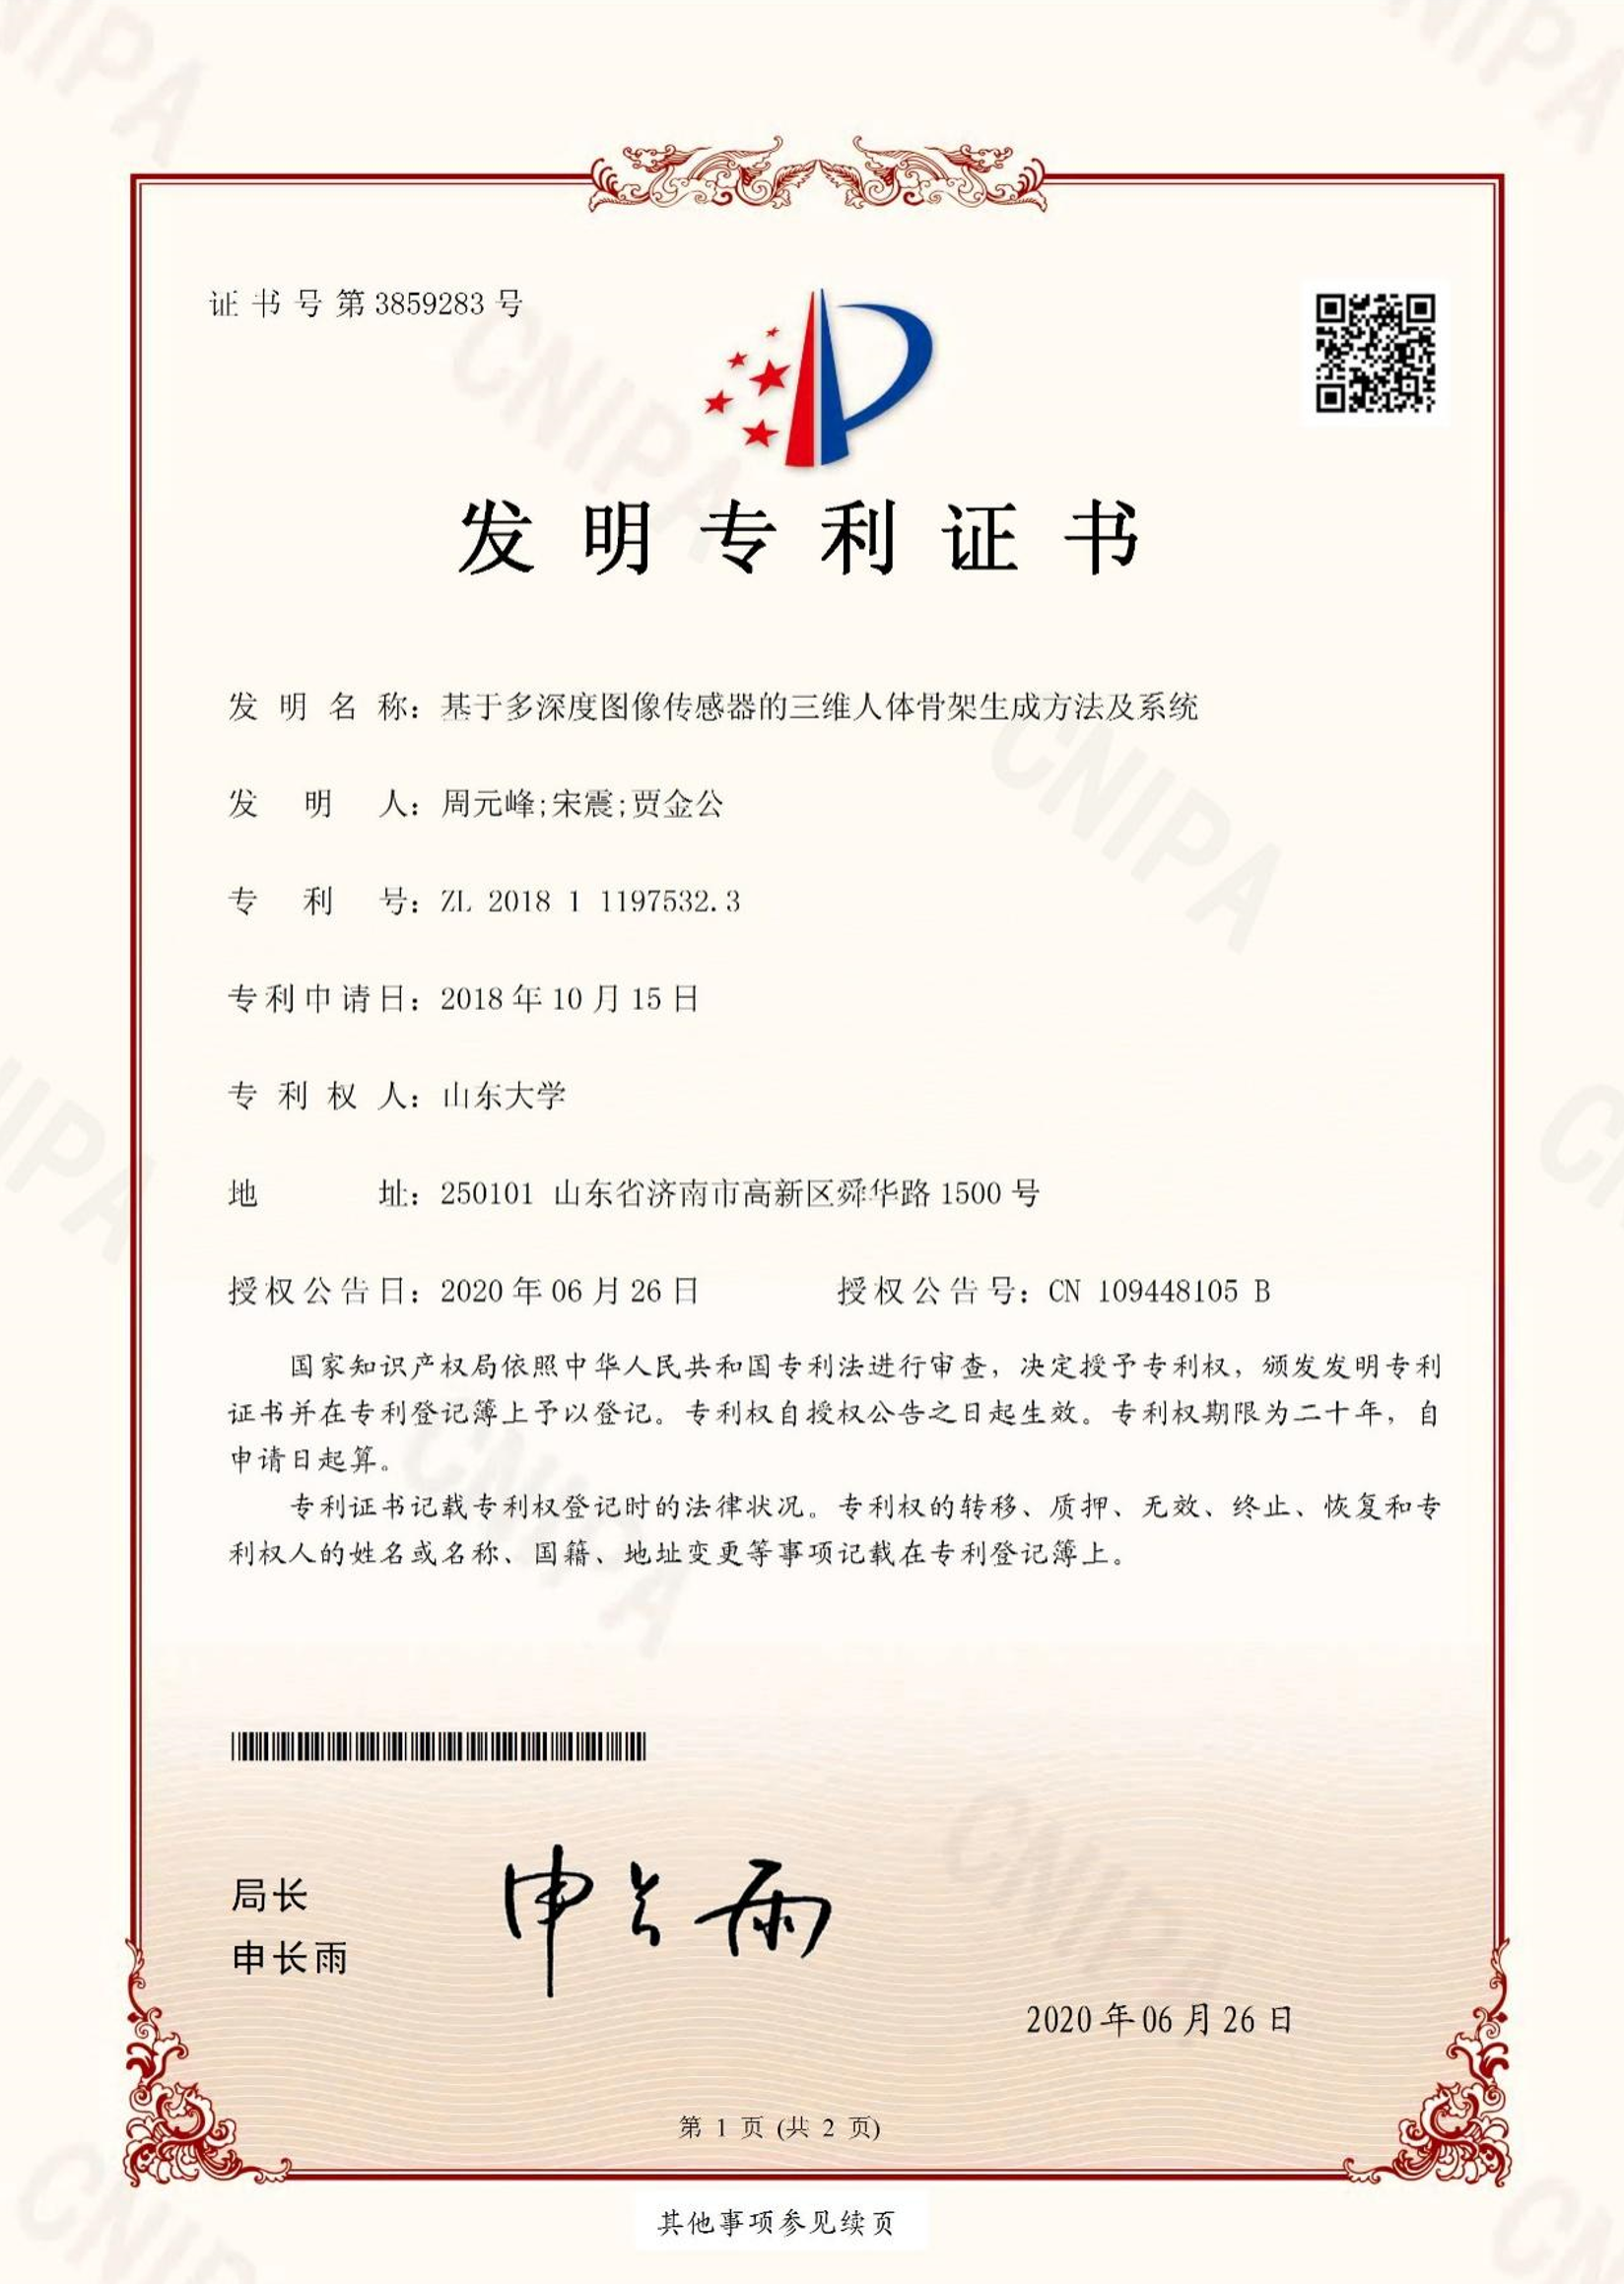 证书号第3859283号
发明专利证书
发明名称：基于多深度图像传感器的三维人体骨架生成方法及系统
发明人：周元峰;宋震;贾金公
专利号：ZL 2018 1 1197532.3
专利申请日：2018年10月15日
专利权人：山东大学
地址：250101 山东省济南市高新区舜华路1500号
授权公告日：2020年06月26日 授权公告号：CN 109448105 B
国家知识产权局依照中华人民共和国专利法进行审查，决定授予专利权，颁发发明专利
证书并在专利登记簿上予以登记。专利权自授权公告之日起生效。专利权期限为二十年，自
申请日起算。
专利证书记载专利权登记时的法律状况。专利权的转移、质押、无效、终止、恢复和专
利权人的姓名或名称、国籍、地址变更等事项记载在专利登记簿上。
局长
申长雨
申长雨
2020年06月26日
第 1 页 (共 2 页)
其他事项参见续页
CNIPA